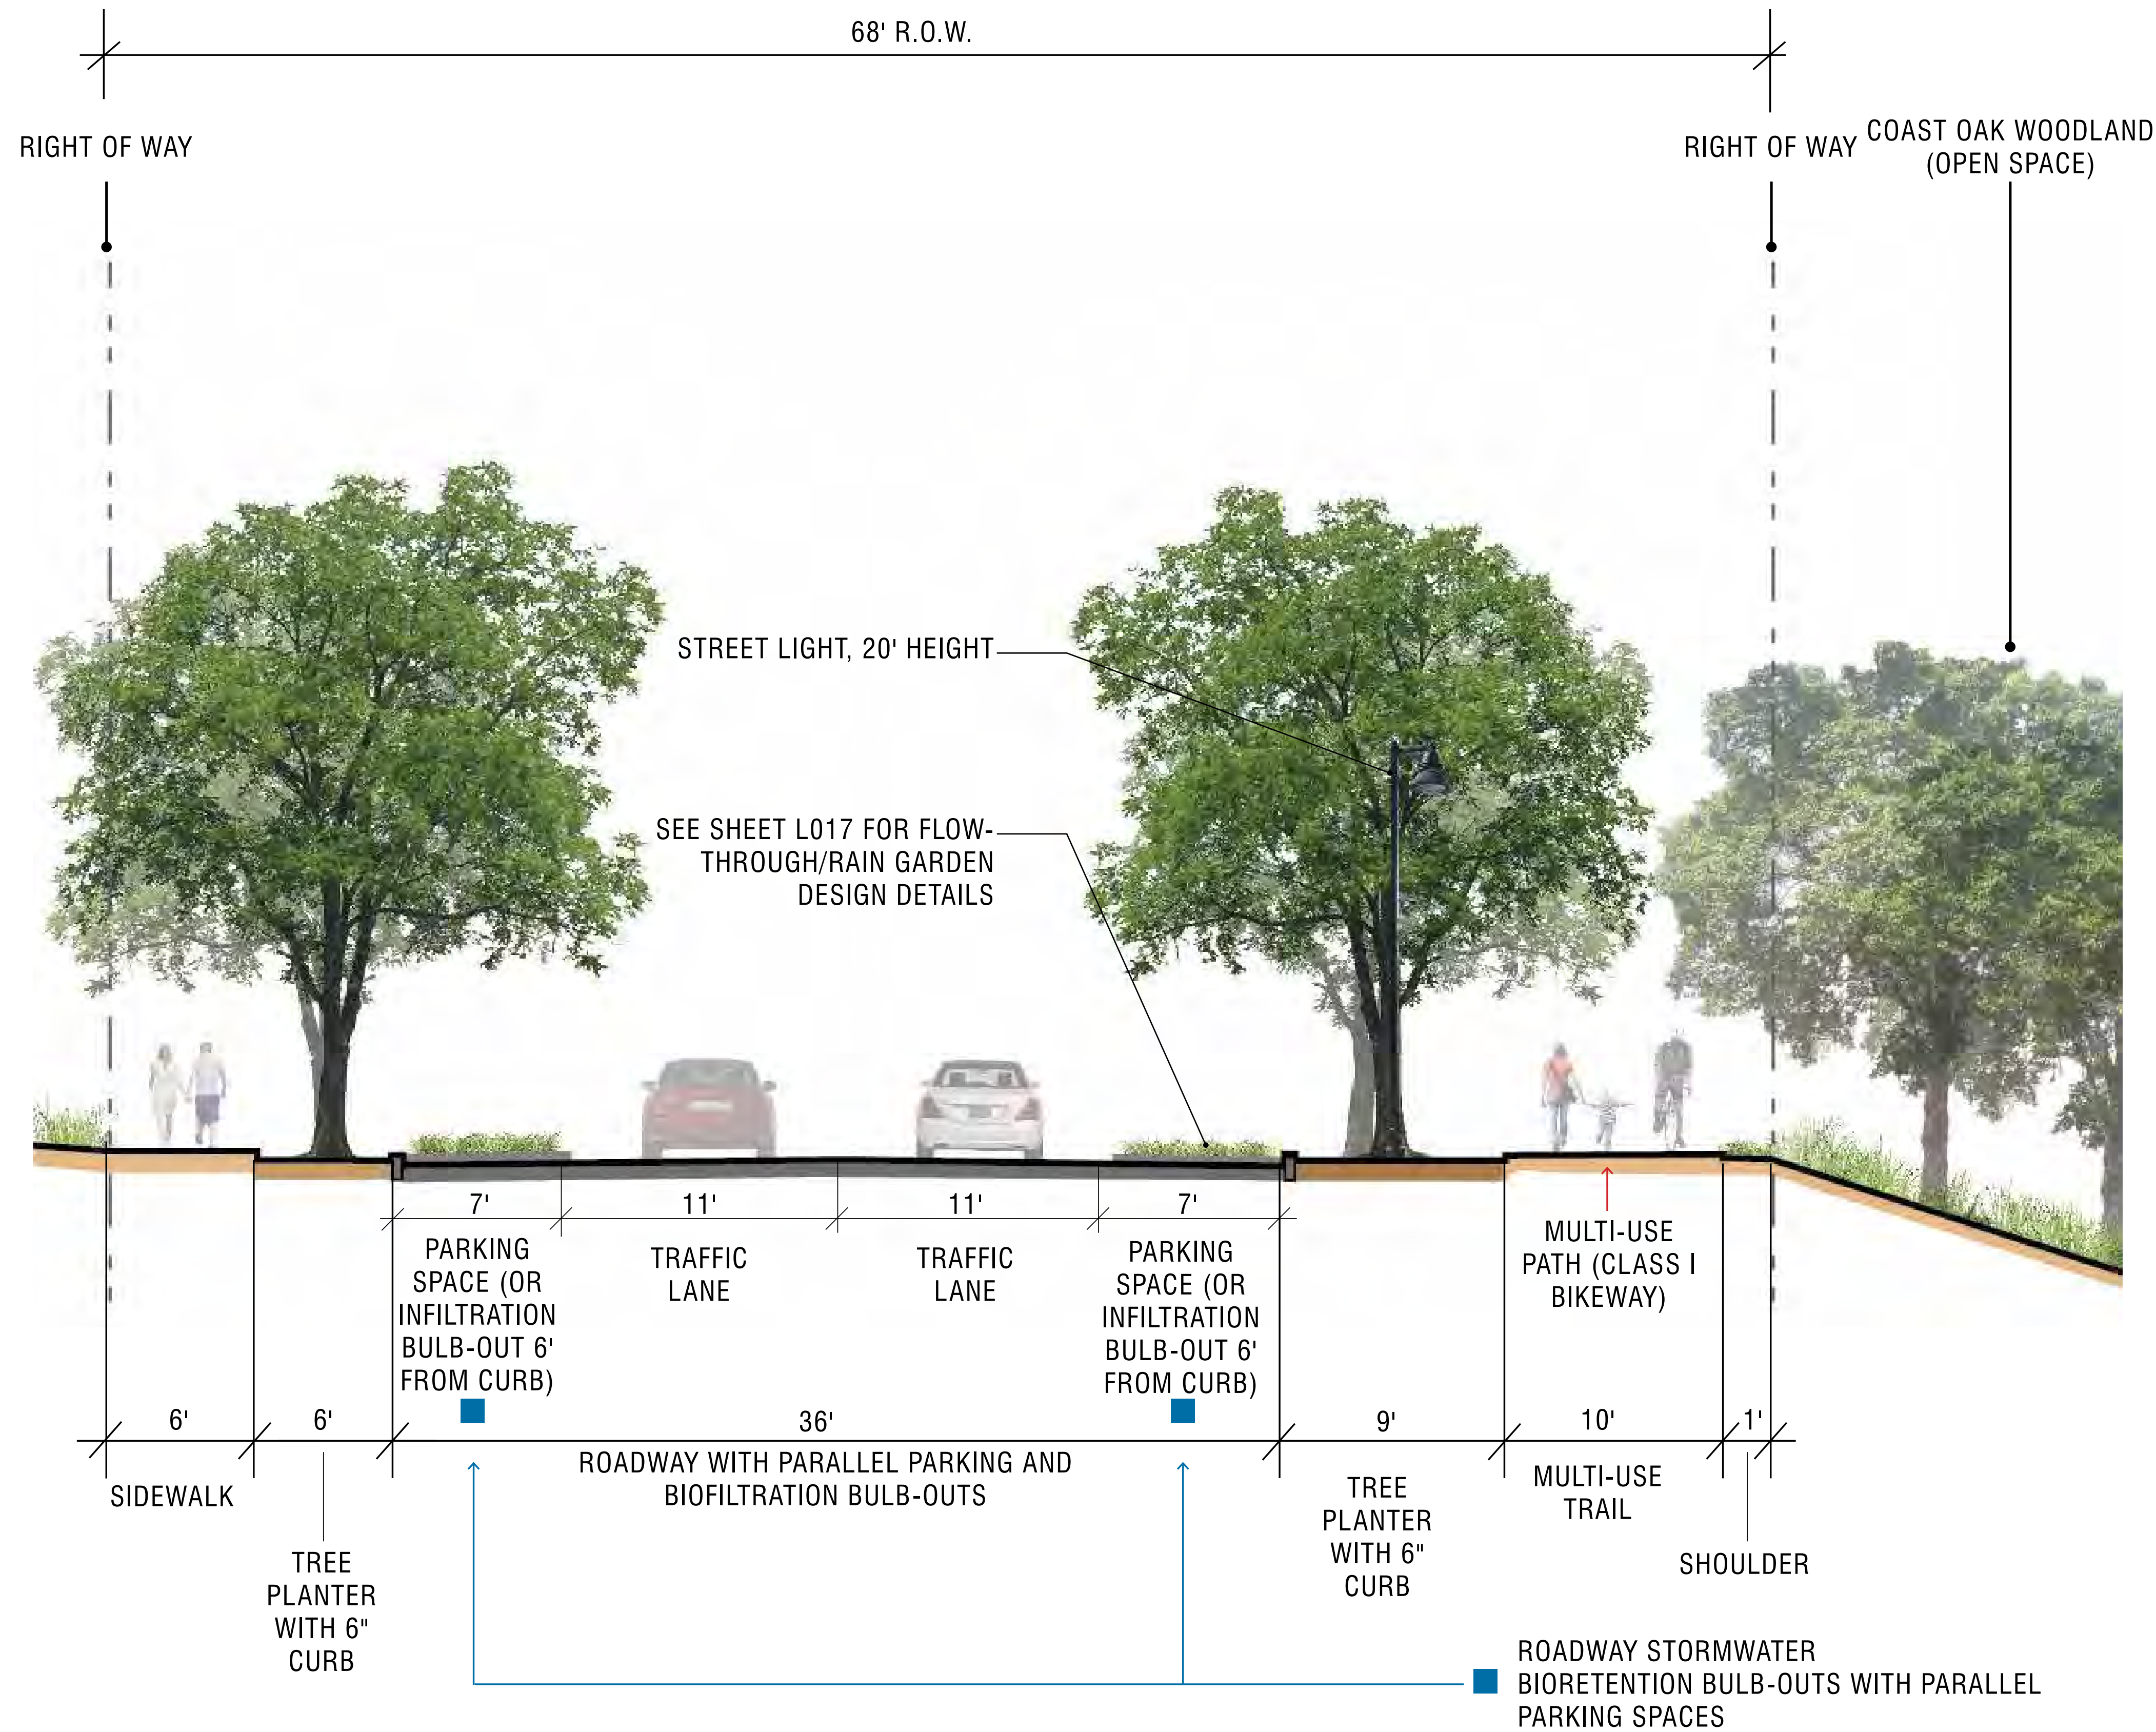 68' R.O.W.
RIGHT OF WAY
RIGHT OF WAY
COAST OAK WOODLAND
(OPEN SPACE)
STREET LIGHT, 20' HEIGHT
SEE SHEET L017 FOR FLOW-
THROUGH/RAIN GARDEN
DESIGN DETAILS
7'
11'
11'
7'
PARKING
SPACE (OR
INFILTRATION
BULB-OUT 6'
FROM CURB)
TRAFFIC
LANE
TRAFFIC
LANE
PARKING
SPACE (OR
INFILTRATION
BULB-OUT 6'
FROM CURB)
MULTI-USE
PATH (CLASS I
BIKEWAY)
6'
6'
36'
9'
10'
1'
SIDEWALK
TREE
PLANTER
WITH 6"
CURB
ROADWAY WITH PARALLEL PARKING AND
BIOFILTRATION BULB-OUTS
TREE
PLANTER
WITH 6"
CURB
MULTI-USE
TRAIL
SHOULDER
ROADWAY STORMWATER
BIORETENTION BULB-OUTS WITH PARALLEL
PARKING SPACES